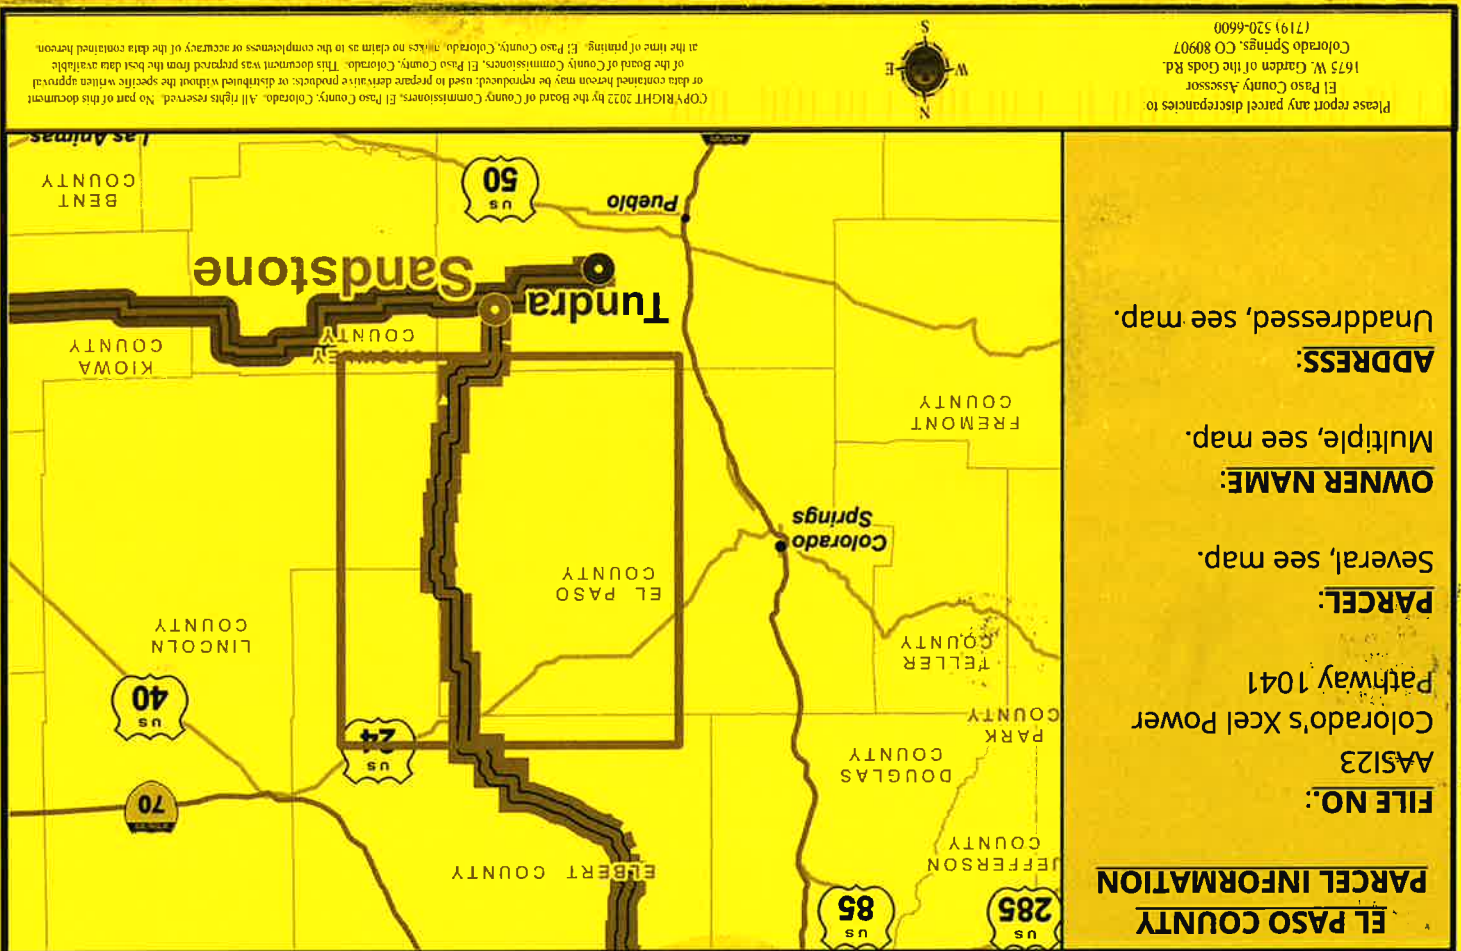 EL PASO COUNTY
PARCEL INFORMATION
FILE NO.:
AASI23
Colorado's Xcel Power
Pathway 1041
PARCEL:
Several, see map.
OWNER NAME:
Multiple, see map.
ADDRESS:
Unaddressed, see map.
US
285
US
85
JEFFERSON
COUNTY
ELBERT COUNTY
70
DOUGLAS
COUNTY
PARK
COUNTY
US
24
US
40
TELLER
COUNTY
LINCOLN
COUNTY
EL PASO
COUNTY
Colorado
Springs
FREMONT
COUNTY
CROWLEY
COUNTY
KIOWA
COUNTY
Tundra
Sandstone
Pueblo
US
50
BENT
COUNTY
Las Animas
Please report any parcel discrepancies to:
El Paso County Assessor
1675 W. Garden of the Gods Rd.
Colorado Springs, CO 80907
(719) 520-6600
N
W
E
S
COPYRIGHT 2022 by the Board of County Commissioners, El Paso County, Colorado. All rights reserved. No part of this document
or data contained hereon may be reproduced; used to prepare derivative products; or distributed without the specific written approval
of the Board of County Commissioners, El Paso County, Colorado. This document was prepared from the best data available
at the time of printing. El Paso County, Colorado, makes no claim as to the completeness or accuracy of the data contained hereon.